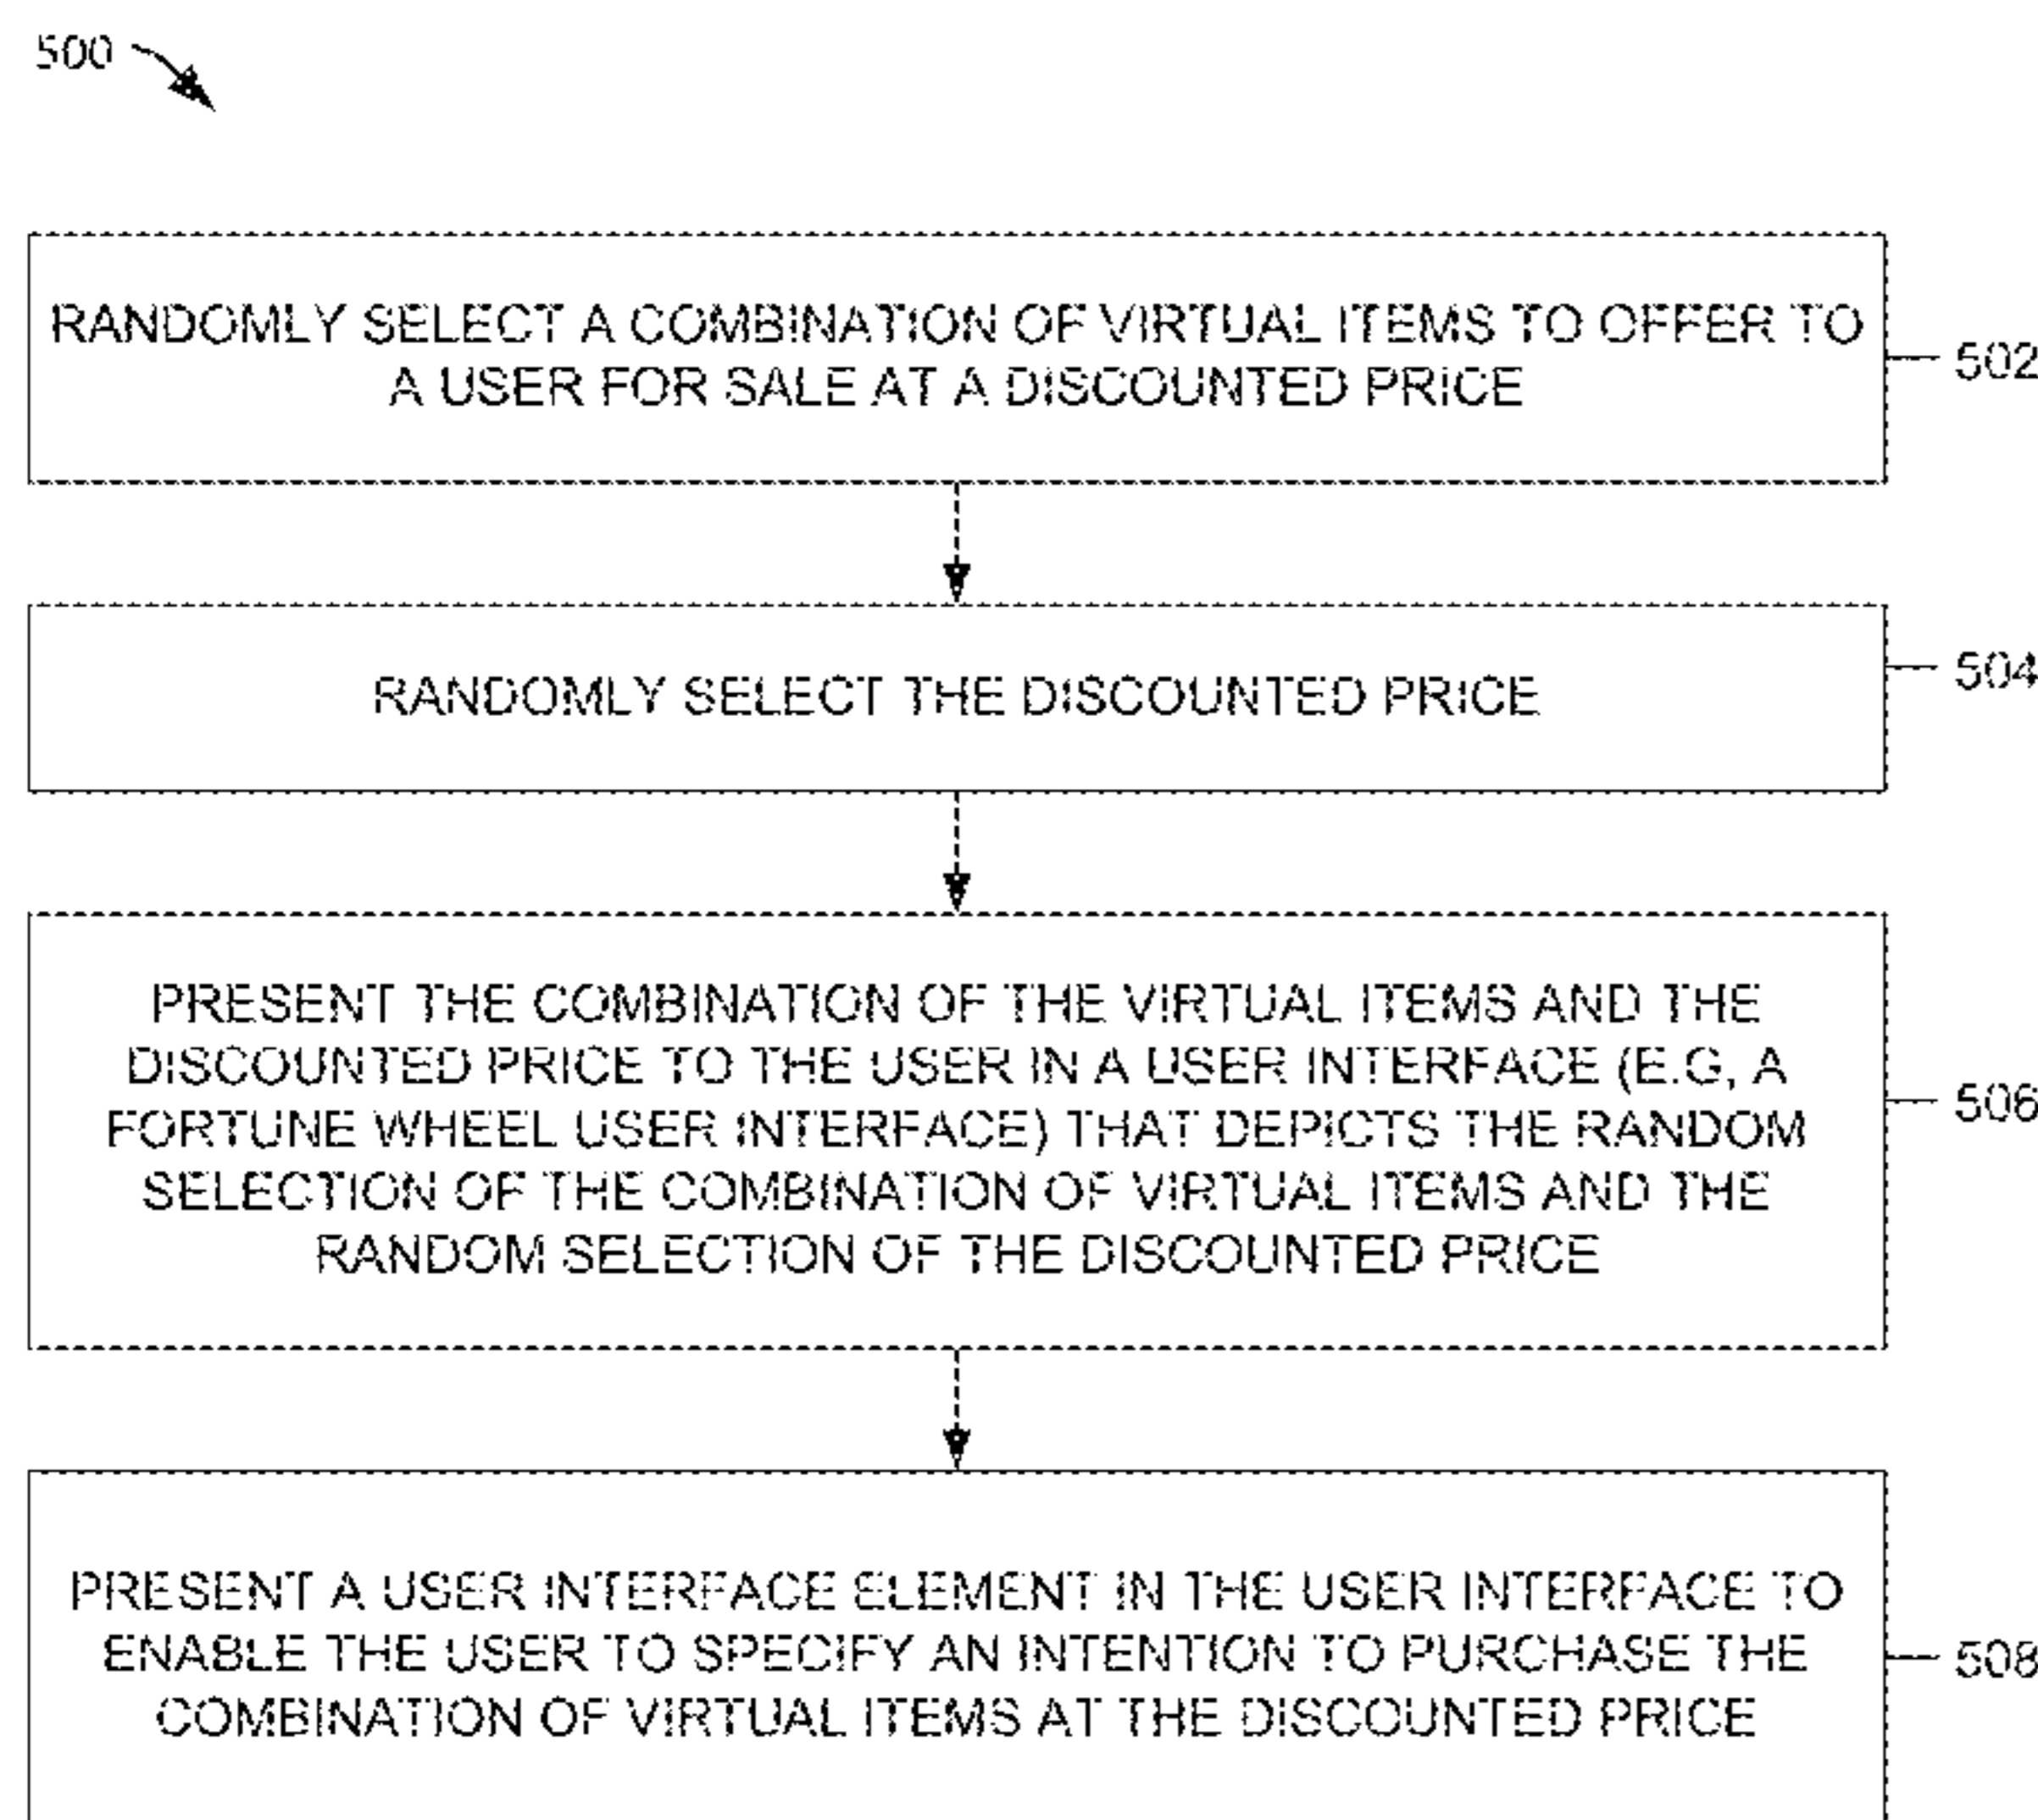 500
RANDOMLY SELECT A COMBINATION OF VIRTUAL ITEMS TO OFFER TO
A USER FOR SALE AT A DISCOUNTED PRICE
502
RANDOMLY SELECT THE DISCOUNTED PRICE
504
PRESENT THE COMBINATION OF THE VIRTUAL ITEMS AND THE
DISCOUNTED PRICE TO THE USER IN A USER INTERFACE (E.G, A
FORTUNE WHEEL USER INTERFACE) THAT DEPICTS THE RANDOM
SELECTION OF THE COMBINATION OF VIRTUAL ITEMS AND THE
RANDOM SELECTION OF THE DISCOUNTED PRICE
506
PRESENT A USER INTERFACE ELEMENT IN THE USER INTERFACE TO
ENABLE THE USER TO SPECIFY AN INTENTION TO PURCHASE THE
COMBINATION OF VIRTUAL ITEMS AT THE DISCOUNTED PRICE
508